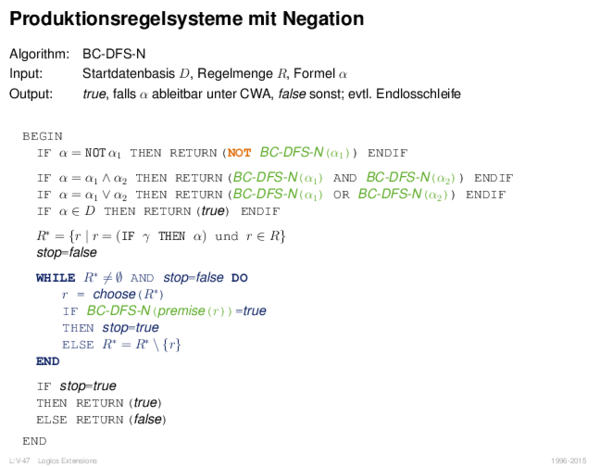 Produktionsregelsysteme mit Negation
Algorithm: BC-DFS-N
Input: Startdatenbasis D, Regelmenge R, Formel α
Output: true, falls α ableitbar unter CWA, false sonst; evtl. Endlosschleife
BEGIN
IF α = NOT α₁ THEN RETURN (NOT BC-DFS-N(α₁)) ENDIF
IF α = α₁ ∧ α₂ THEN RETURN (BC-DFS-N(α₁) AND BC-DFS-N(α₂)) ENDIF
IF α = α₁ ∨ α₂ THEN RETURN (BC-DFS-N(α₁) OR BC-DFS-N(α₂)) ENDIF
IF α ∈ D THEN RETURN (true) ENDIF
R* = {r | r = (IF γ THEN α) und r ∈ R}
stop=false
WHILE R* ≠ ∅ AND stop=false DO
r = choose(R*)
IF BC-DFS-N(premise(r))=true
THEN stop=true
ELSE R* = R* \ {r}
END
IF stop=true
THEN RETURN (true)
ELSE RETURN (false)
END
L:V-47 Logics Extensions 1996-2015